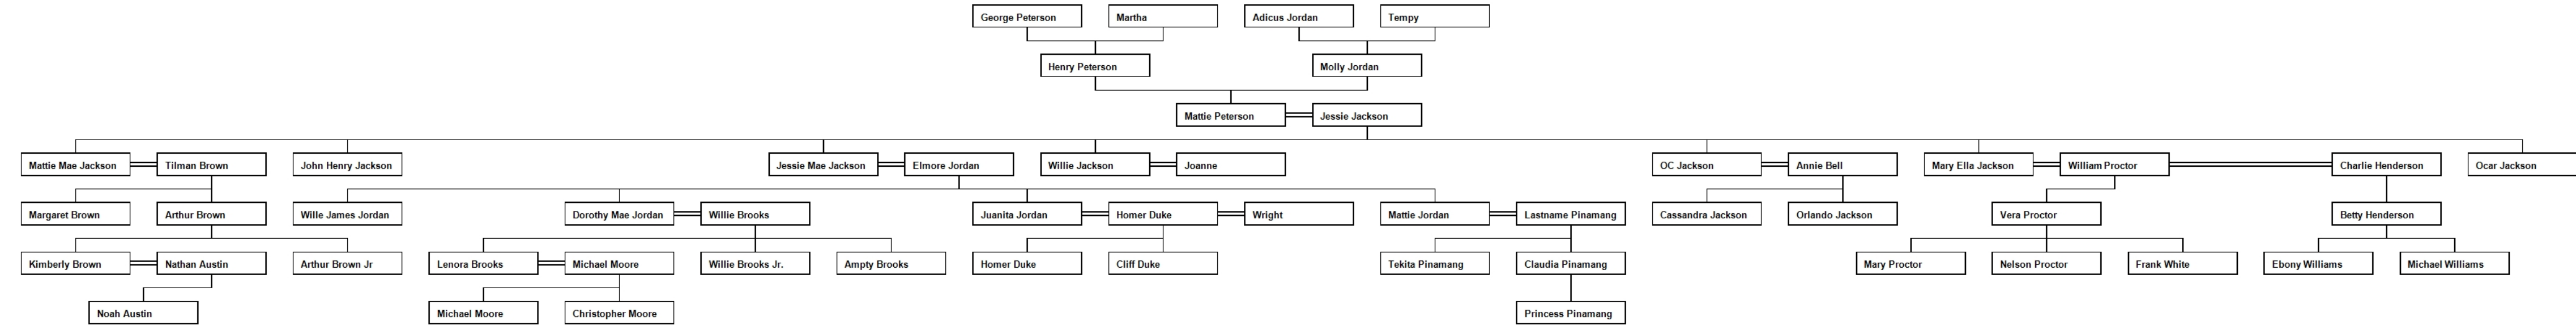 George Peterson
Martha
Adicus Jordan
Tempy
Henry Peterson
Molly Jordan
Mattie Peterson
Jessie Jackson
Mattie Mae Jackson
Tilman Brown
John Henry Jackson
Jessie Mae Jackson
Elmore Jordan
Willie Jackson
Joanne
OC Jackson
Annie Bell
Mary Ella Jackson
William Proctor
Charlie Henderson
Ocar Jackson
Margaret Brown
Arthur Brown
Wille James Jordan
Dorothy Mae Jordan
Willie Brooks
Juanita Jordan
Homer Duke
Wright
Mattie Jordan
Lastname Pinamang
Cassandra Jackson
Orlando Jackson
Vera Proctor
Betty Henderson
Kimberly Brown
Nathan Austin
Arthur Brown Jr
Lenora Brooks
Michael Moore
Willie Brooks Jr.
Ampty Brooks
Homer Duke
Cliff Duke
Tekita Pinamang
Claudia Pinamang
Mary Proctor
Nelson Proctor
Frank White
Ebony Williams
Michael Williams
Noah Austin
Michael Moore
Christopher Moore
Princess Pinamang